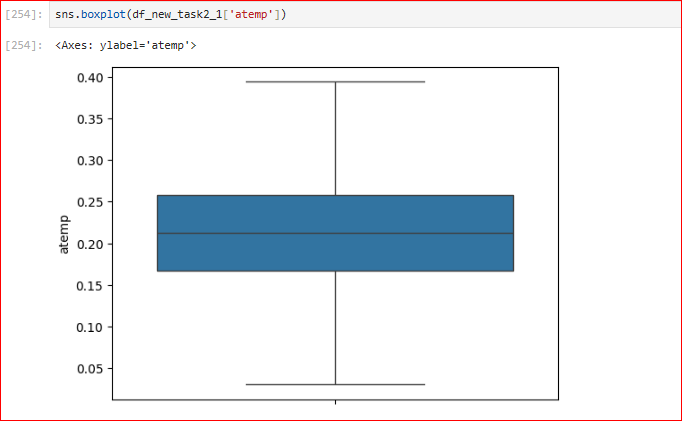 [254]: sns.boxplot(df_new_task2_1['atemp'])
[254]: <Axes: ylabel='atemp'>
0.40
0.35
0.30
0.25
0.20
0.15
0.10
0.05
atemp